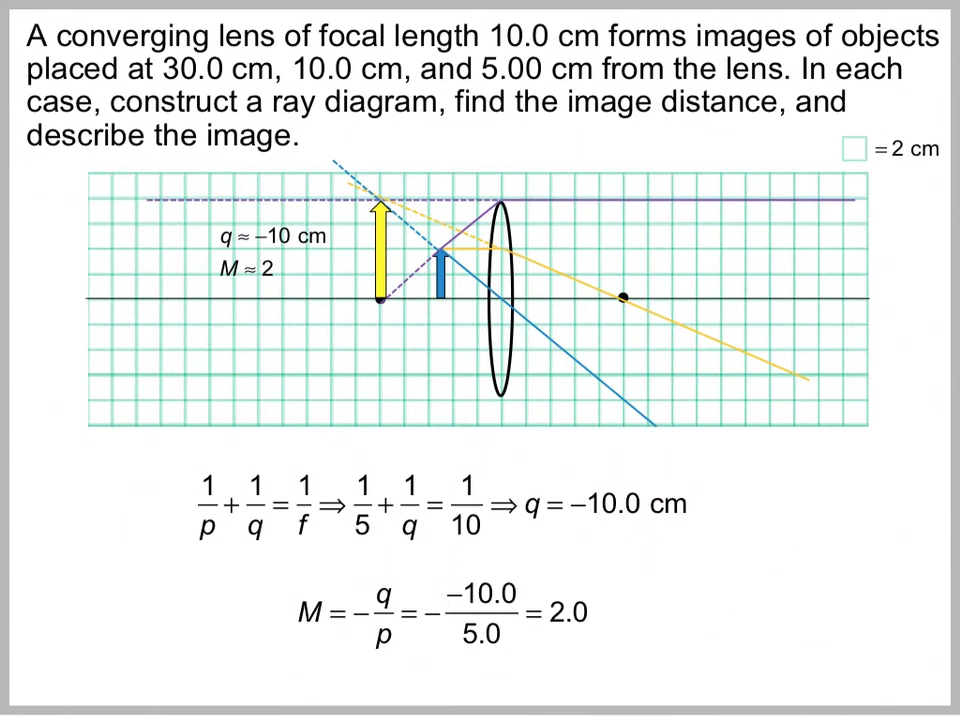 A converging lens of focal length 10.0 cm forms images of objects
placed at 30.0 cm, 10.0 cm, and 5.00 cm from the lens. In each
case, construct a ray diagram, find the image distance, and
describe the image.
= 2 cm
q ≈ –10 cm
M ≈ 2
1/p + 1/q = 1/f ⇒ 1/5 + 1/q = 1/10 ⇒ q = –10.0 cm
M = – q/p = – –10.0/5.0 = 2.0